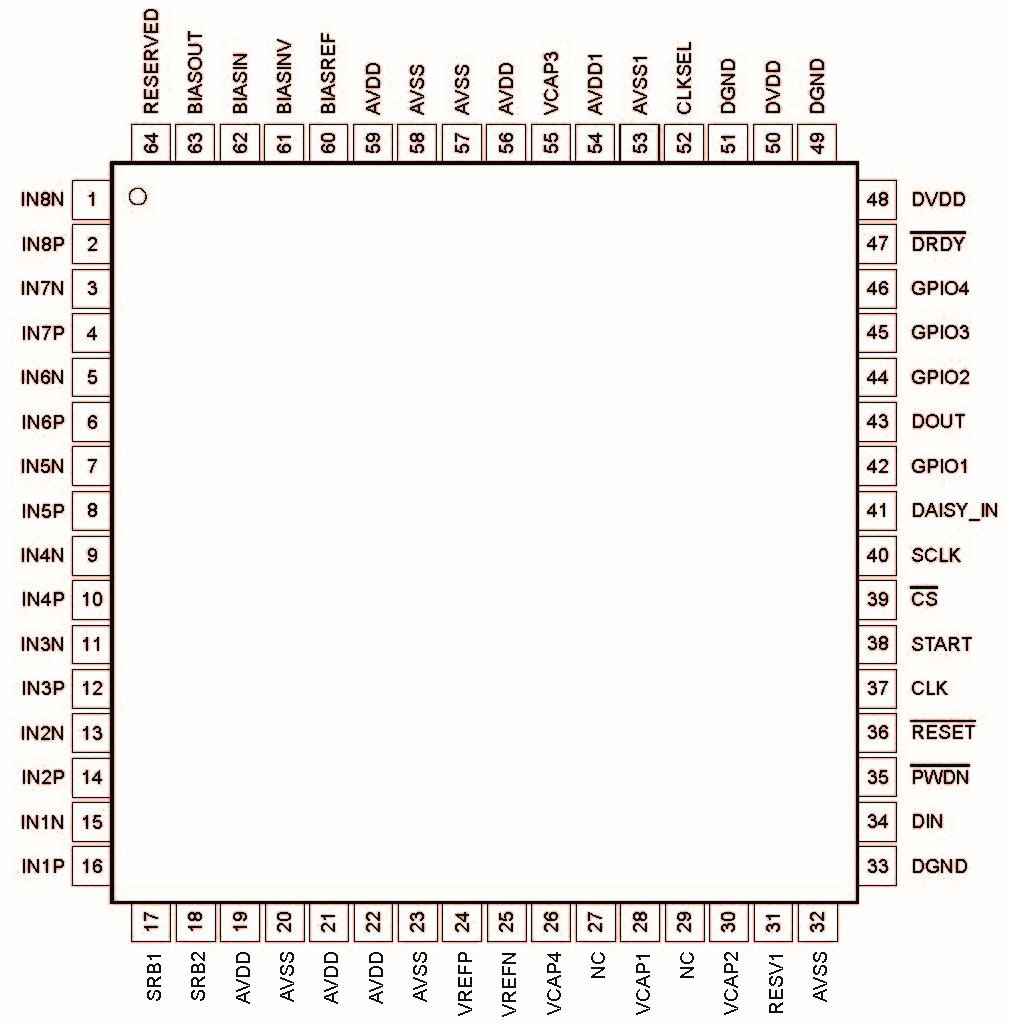 RESERVED BIASOUT BIASIN BIASINV BIASREF AVDD AVSS AVSS AVDD VCAP3 AVDD1 AVSS1 CLKSEL DGND DVDD DGND
64 63 62 61 60 59 58 57 56 55 54 53 52 51 50 49
IN8N 1 48 DVDD
IN8P 2 47 DRDY
IN7N 3 46 GPIO4
IN7P 4 45 GPIO3
IN6N 5 44 GPIO2
IN6P 6 43 DOUT
IN5N 7 42 GPIO1
IN5P 8 41 DAISY_IN
IN4N 9 40 SCLK
IN4P 10 39 CS
IN3N 11 38 START
IN3P 12 37 CLK
IN2N 13 36 RESET
IN2P 14 35 PWDN
IN1N 15 34 DIN
IN1P 16 33 DGND
17 18 19 20 21 22 23 24 25 26 27 28 29 30 31 32
SRB1 SRB2 AVDD AVSS AVDD AVDD AVSS VREFP VREFN VCAP4 NC VCAP1 NC VCAP2 RESV1 AVSS